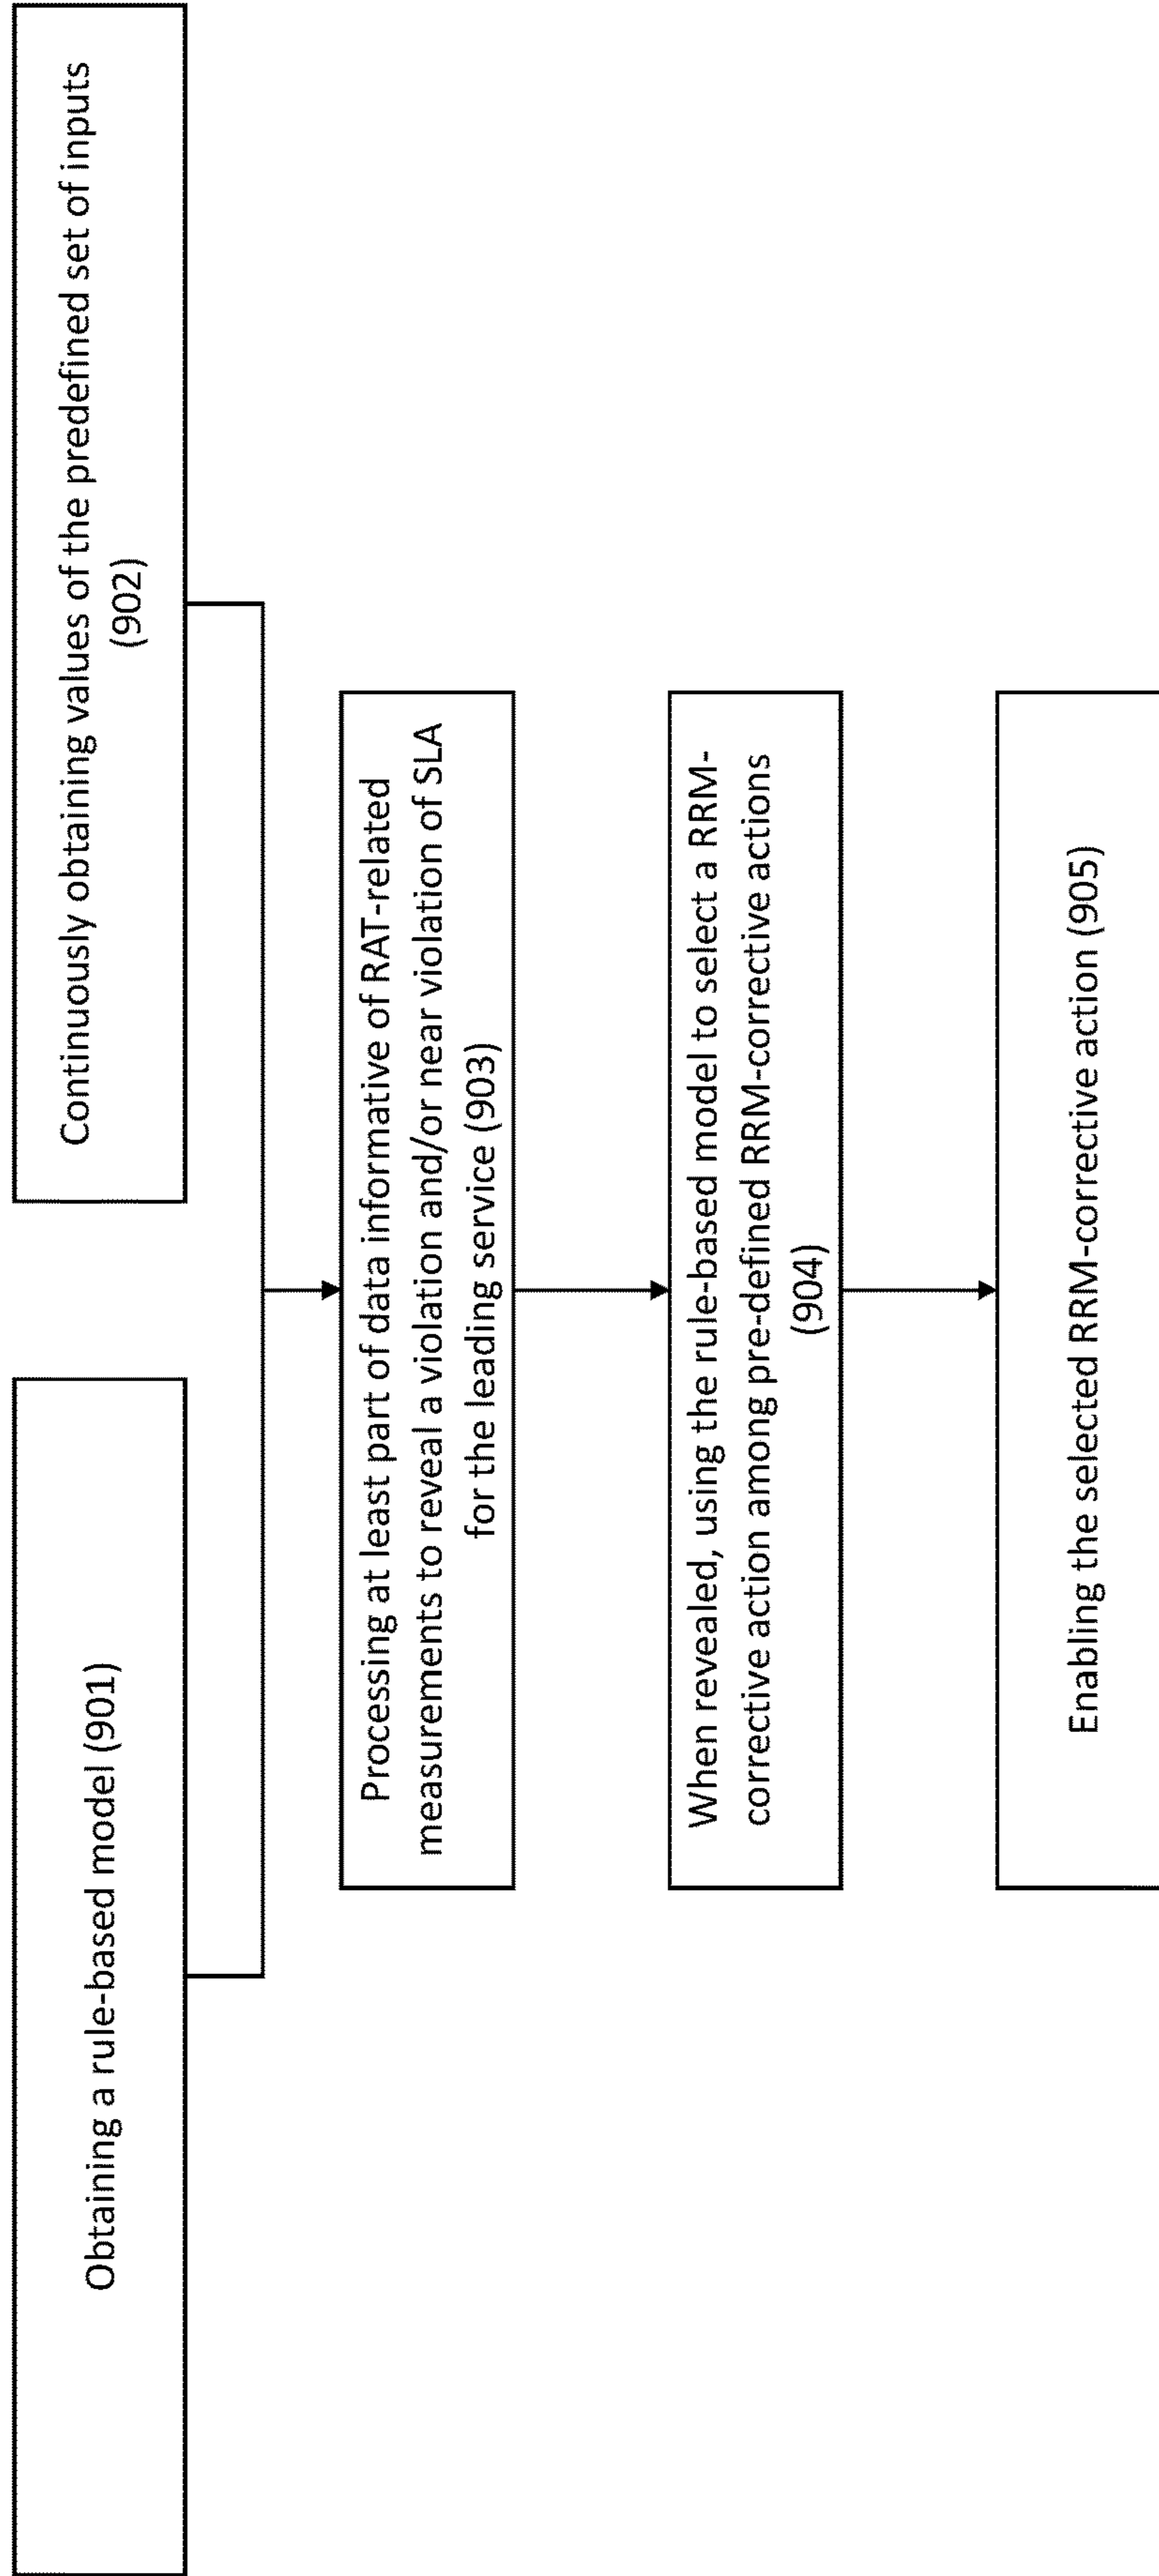 Obtaining a rule-based model (901)
Continuously obtaining values of the predefined set of inputs
(902)
Processing at least part of data informative of RAT-related
measurements to reveal a violation and/or near violation of SLA
for the leading service (903)
When revealed, using the rule-based model to select a RRM-
corrective action among pre-defined RRM-corrective actions
(904)
Enabling the selected RRM-corrective action (905)